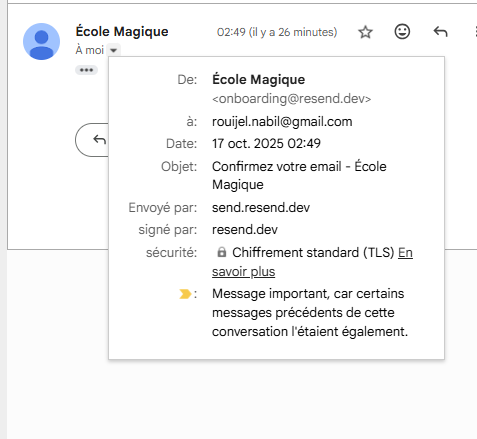 École Magique
02:49 (il y a 26 minutes)
À moi
De: École Magique
<onboarding@resend.dev>
à: rouijel.nabil@gmail.com
Date: 17 oct. 2025 02:49
Objet: Confirmez votre email - École
Magique
Envoyé par: send.resend.dev
signé par: resend.dev
sécurité: Chiffrement standard (TLS) En
savoir plus
: Message important, car certains
messages précédents de cette
conversation l'étaient également.